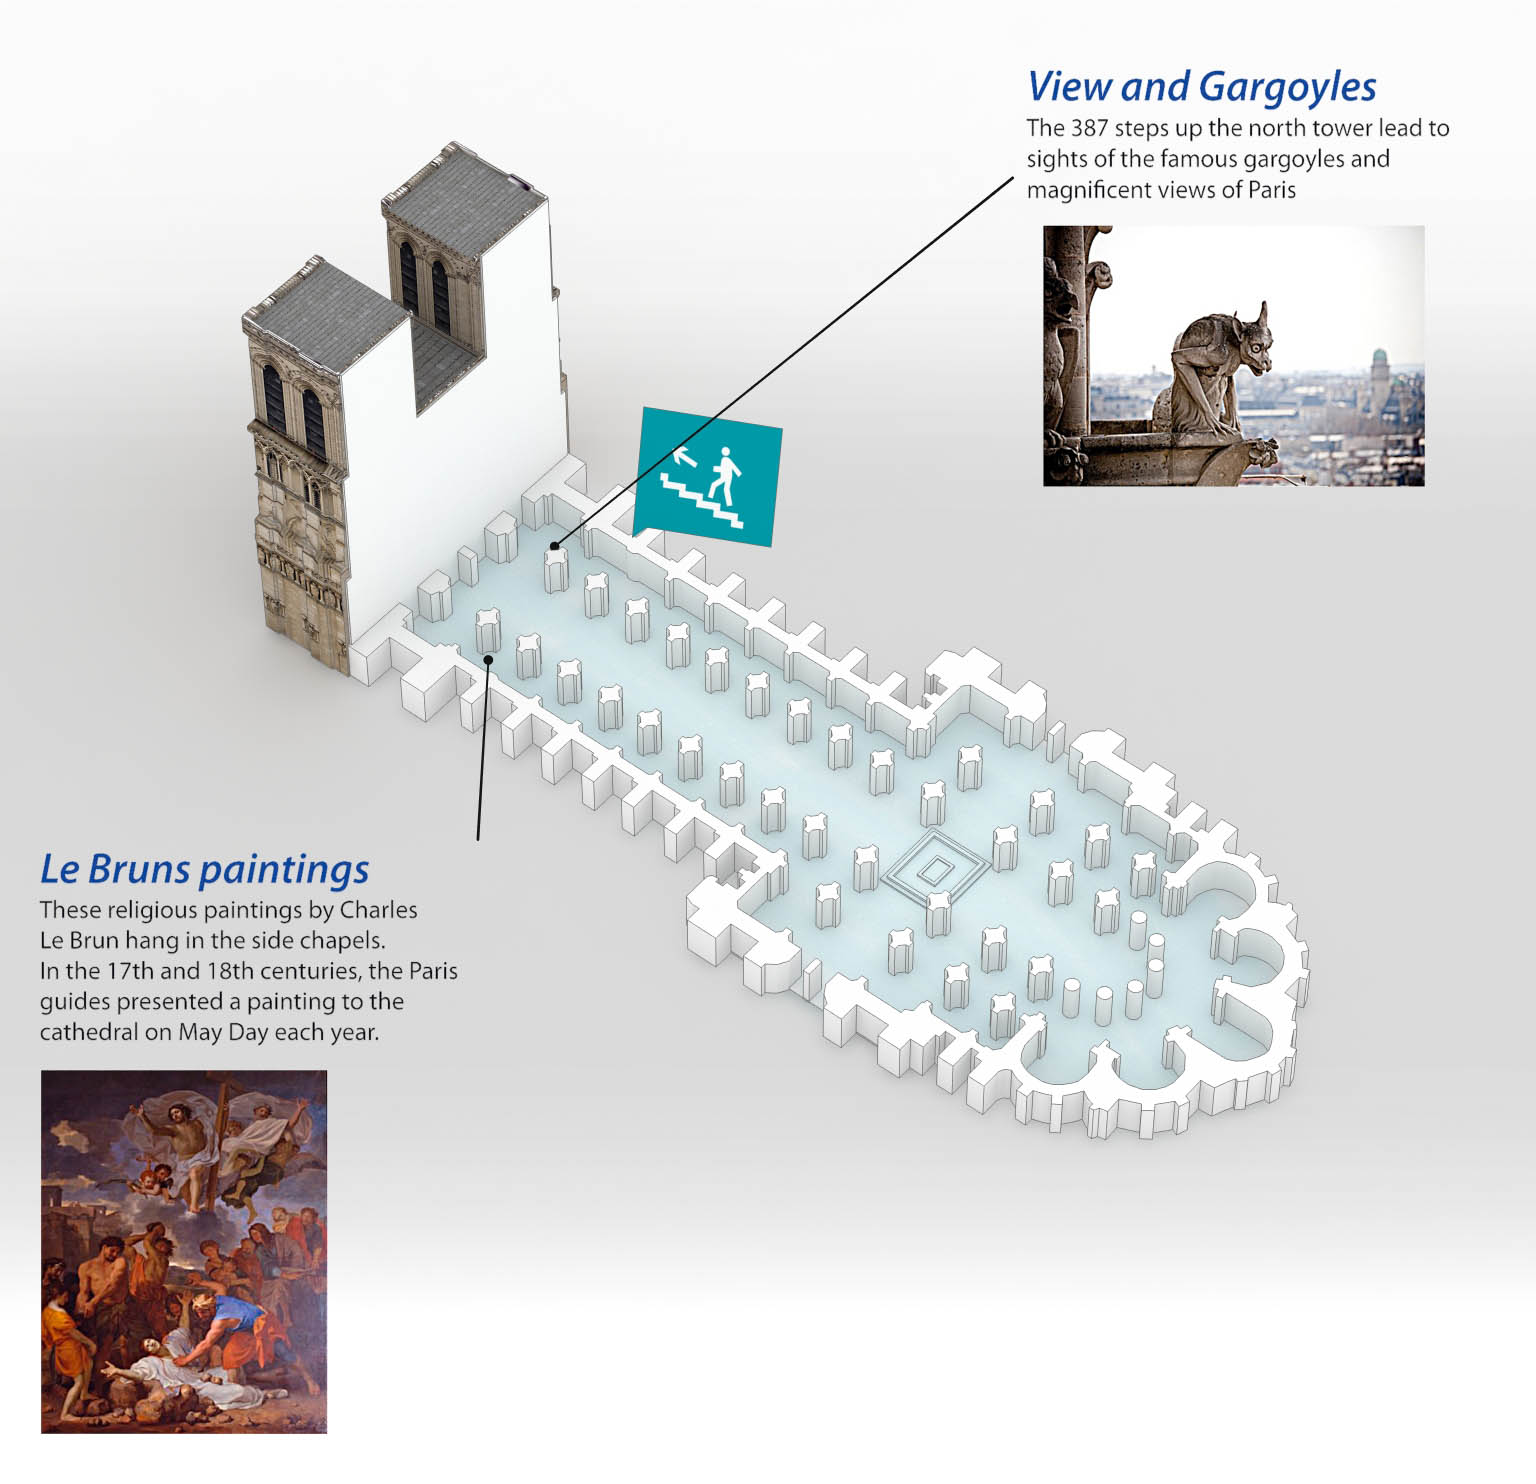 View and Gargoyles
The 387 steps up the north tower lead to
sights of the famous gargoyles and
magnificent views of Paris
Le Bruns paintings
These religious paintings by Charles
Le Brun hang in the side chapels.
In the 17th and 18th centuries, the Paris
guides presented a painting to the
cathedral on May Day each year.